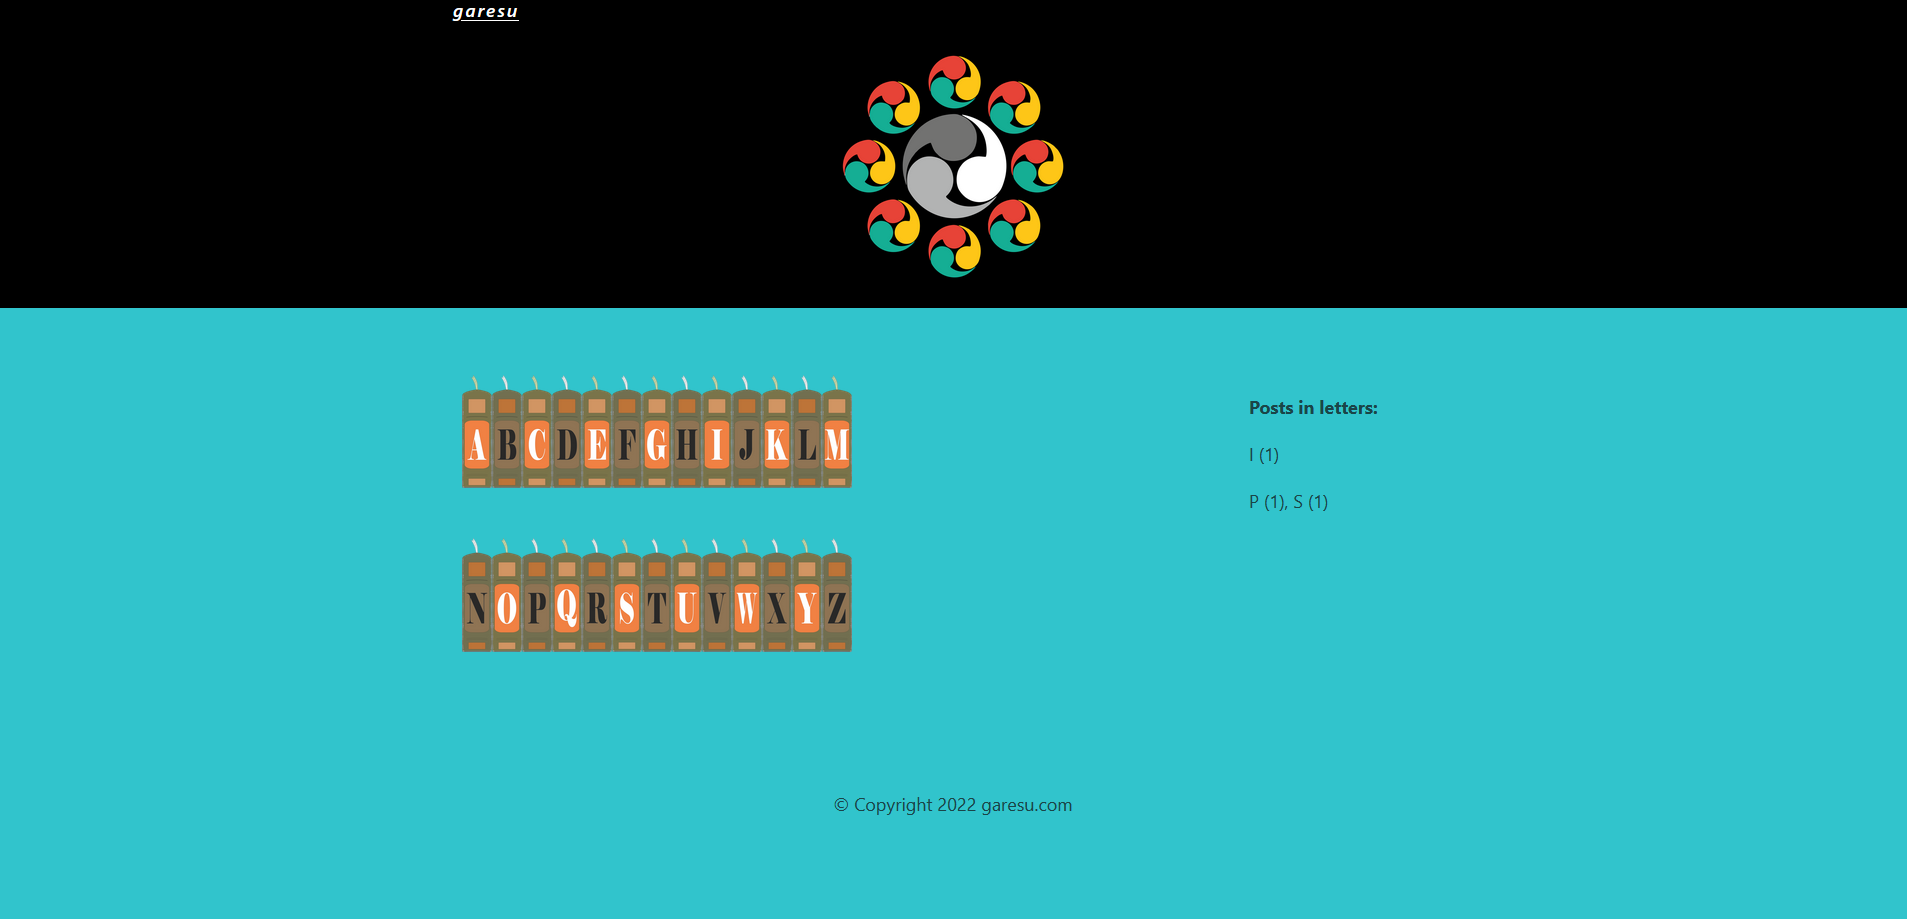 garesu
ABCDEFGHIJKLM
NOPQRSTUVWXYZ
Posts in letters:
I (1)
P (1), S (1)
© Copyright 2022 garesu.com